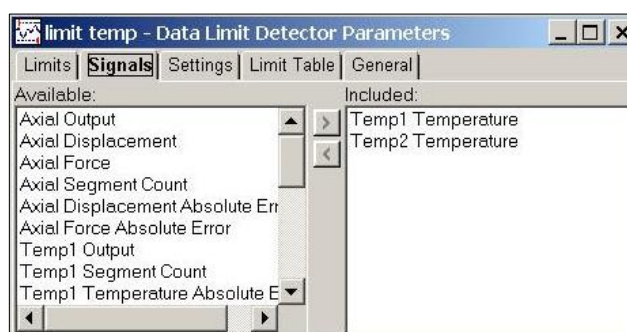 limit temp - Data Limit Detector Parameters
Limits Signals Settings Limit Table General
Available:
Axial Output
Axial Displacement
Axial Force
Axial Segment Count
Axial Displacement Absolute Err
Axial Force Absolute Error
Temp1 Output
Temp1 Segment Count
Temp1 Temperature Absolute E
Included:
Temp1 Temperature
Temp2 Temperature